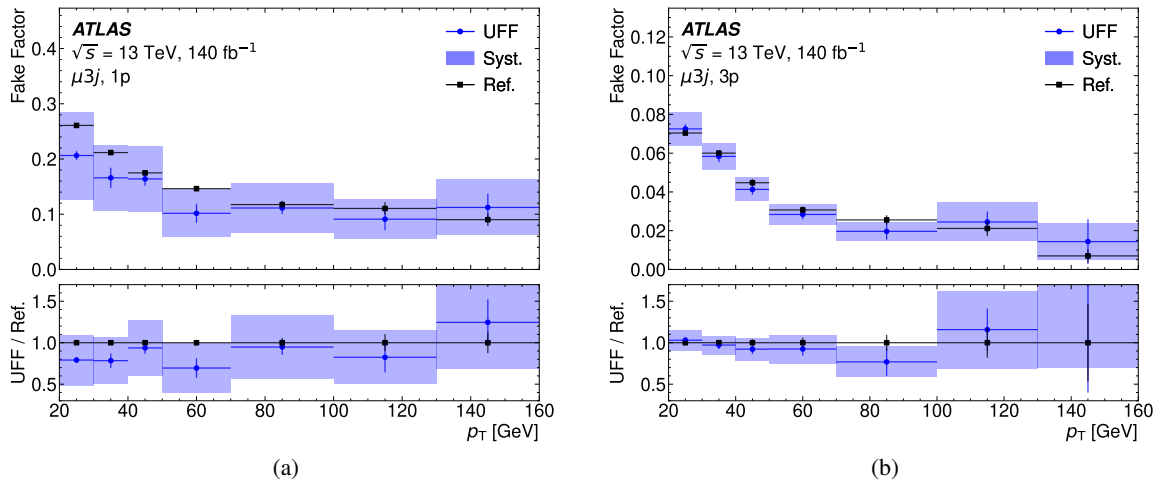 ATLAS
√s = 13 TeV, 140 fb⁻¹
μ3j, 1p
UFF
Syst.
Ref.
Fake Factor
0.4
0.3
0.2
0.1
0.0
UFF / Ref.
1.5
1.0
0.5
20 40 60 80 100 120 140 160
pT [GeV]
(a)
ATLAS
√s = 13 TeV, 140 fb⁻¹
μ3j, 3p
UFF
Syst.
Ref.
Fake Factor
0.12
0.10
0.08
0.06
0.04
0.02
0.00
UFF / Ref.
1.5
1.0
0.5
20 40 60 80 100 120 140 160
pT [GeV]
(b)